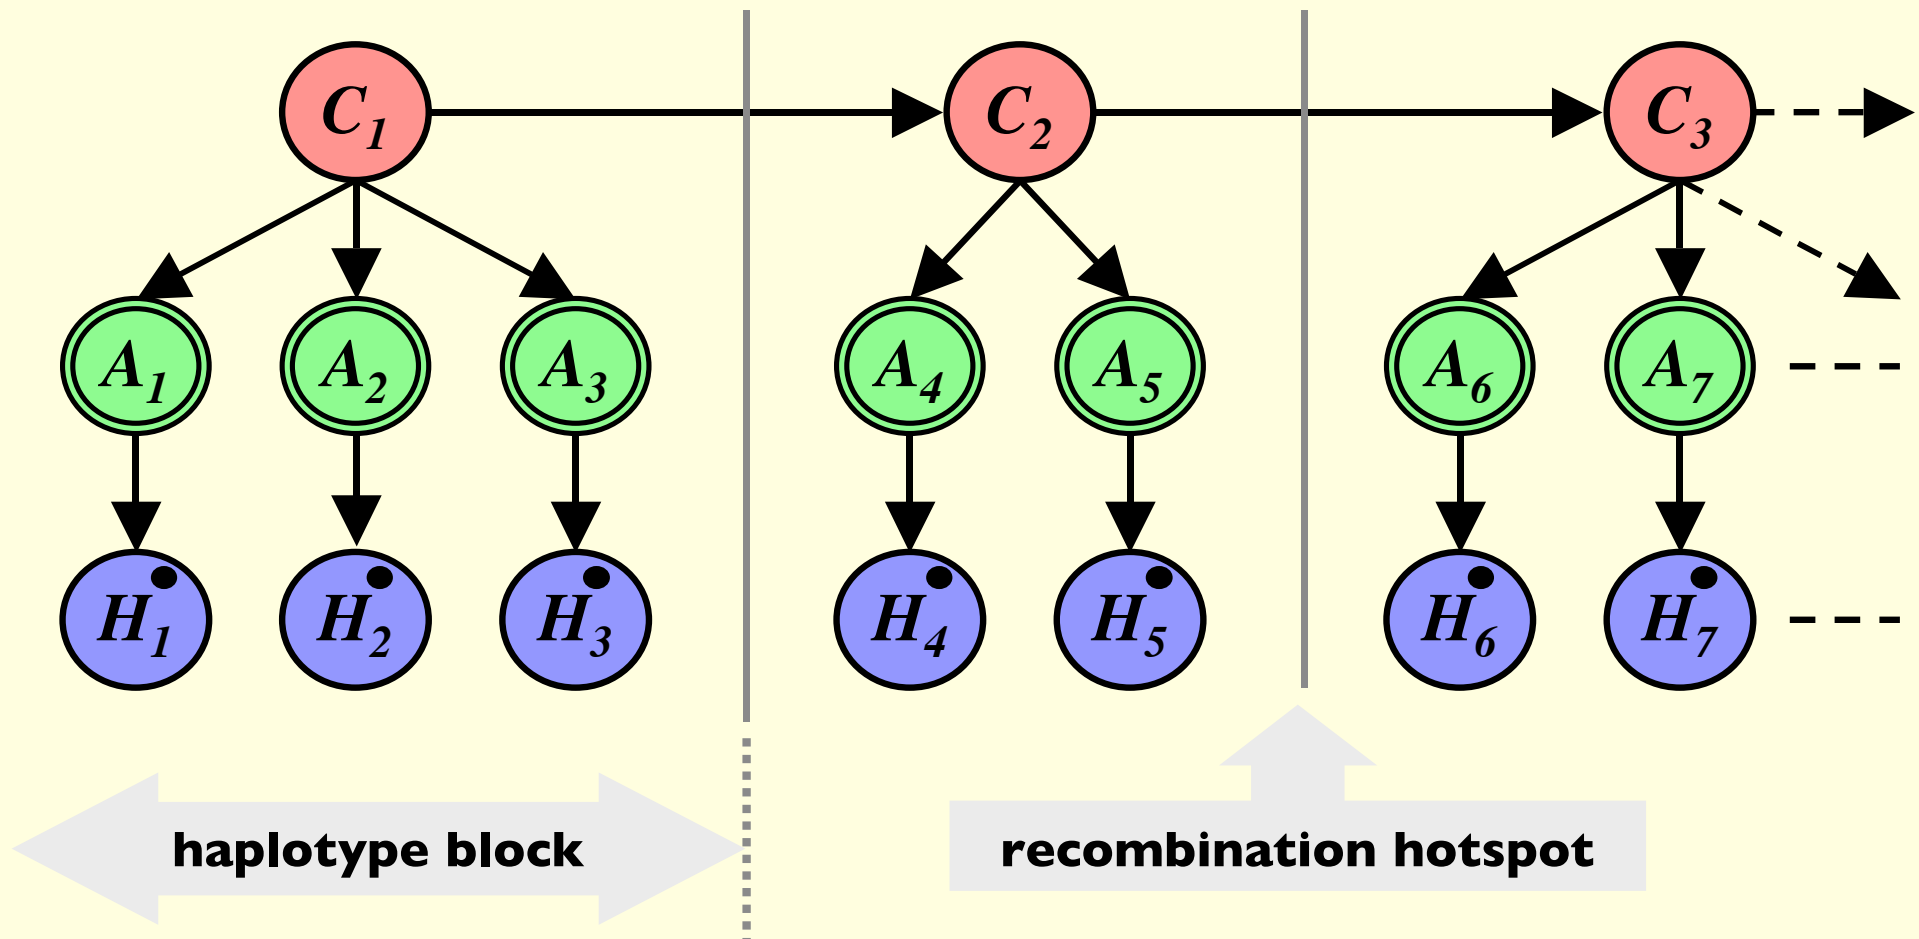 C1 C2 C3
A1 A2 A3 A4 A5 A6 A7
H1 H2 H3 H4 H5 H6 H7
haplotype block recombination hotspot